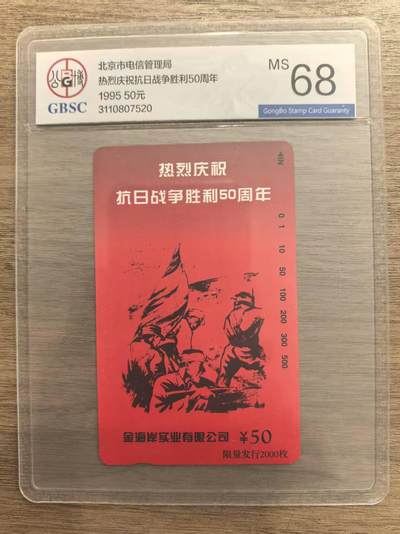 公博
GBSC
北京市电信管理局
热烈庆祝抗日战争胜利50周年
1995 50元
3110807520
MS 68
GongBo Stamp Card Guaranty
热烈庆祝
抗日战争胜利50周年
0 1 10 50 100 200 300 500
金海岸实业有限公司 ¥50
限量发行2000枚